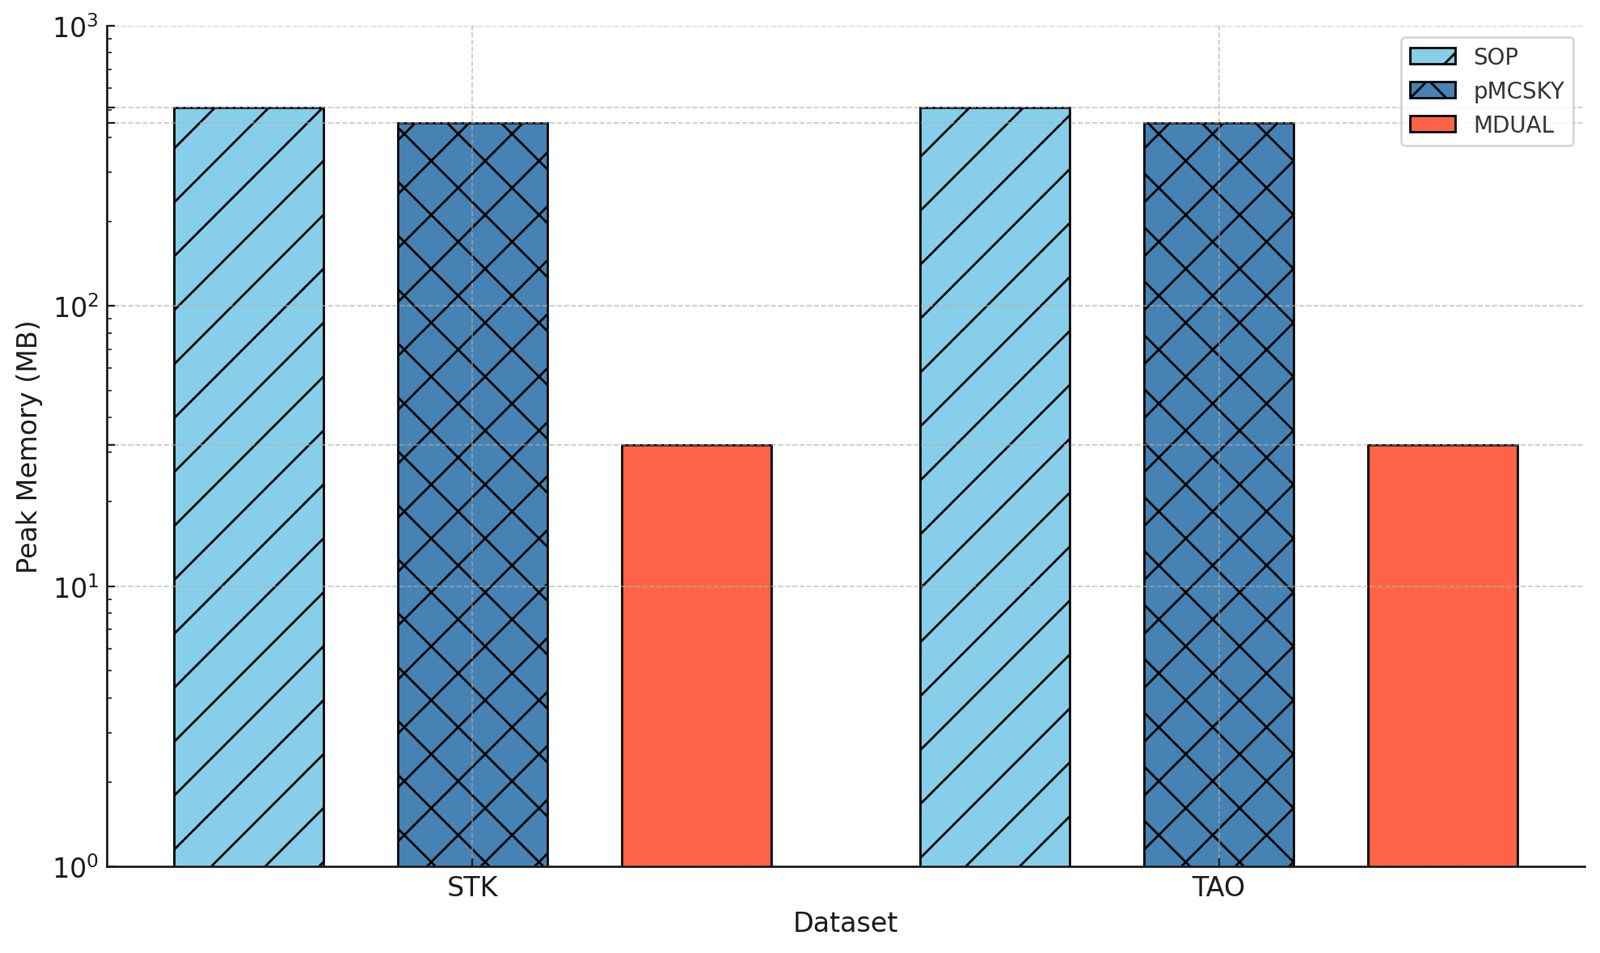 10³
10²
10¹
10⁰
Peak Memory (MB)
STK
TAO
Dataset
SOP
pMCSKY
MDUAL